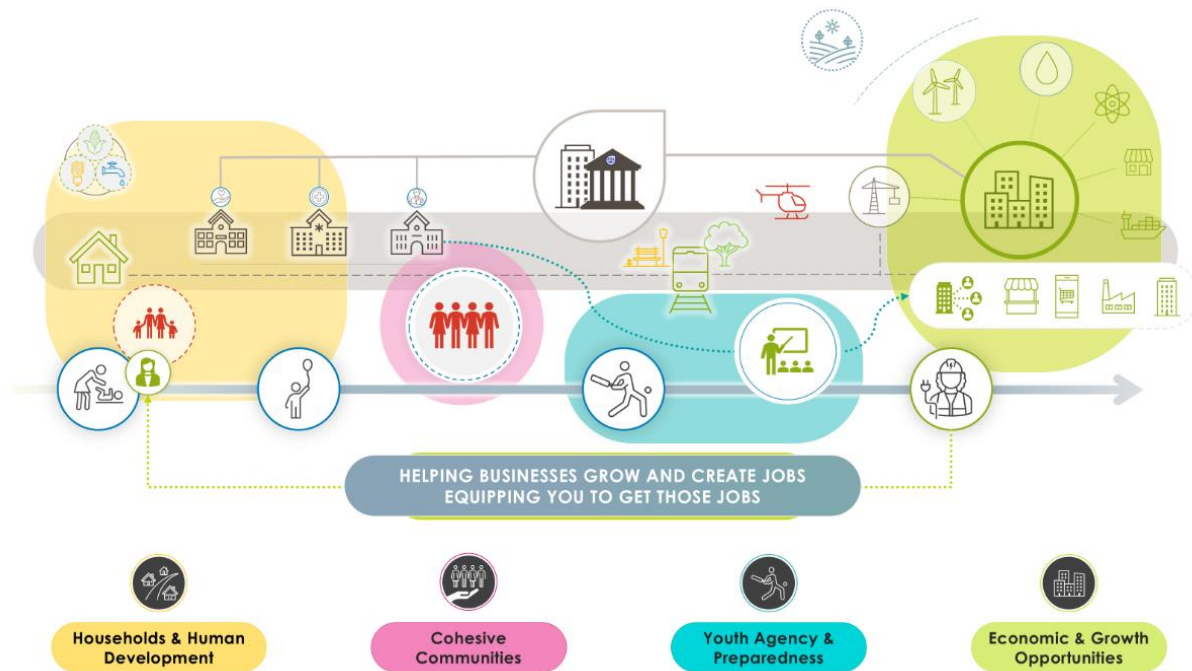 HELPING BUSINESSES GROW AND CREATE JOBS
EQUIPPING YOU TO GET THOSE JOBS
Households & Human
Development
Cohesive
Communities
Youth Agency &
Preparedness
Economic & Growth
Opportunities